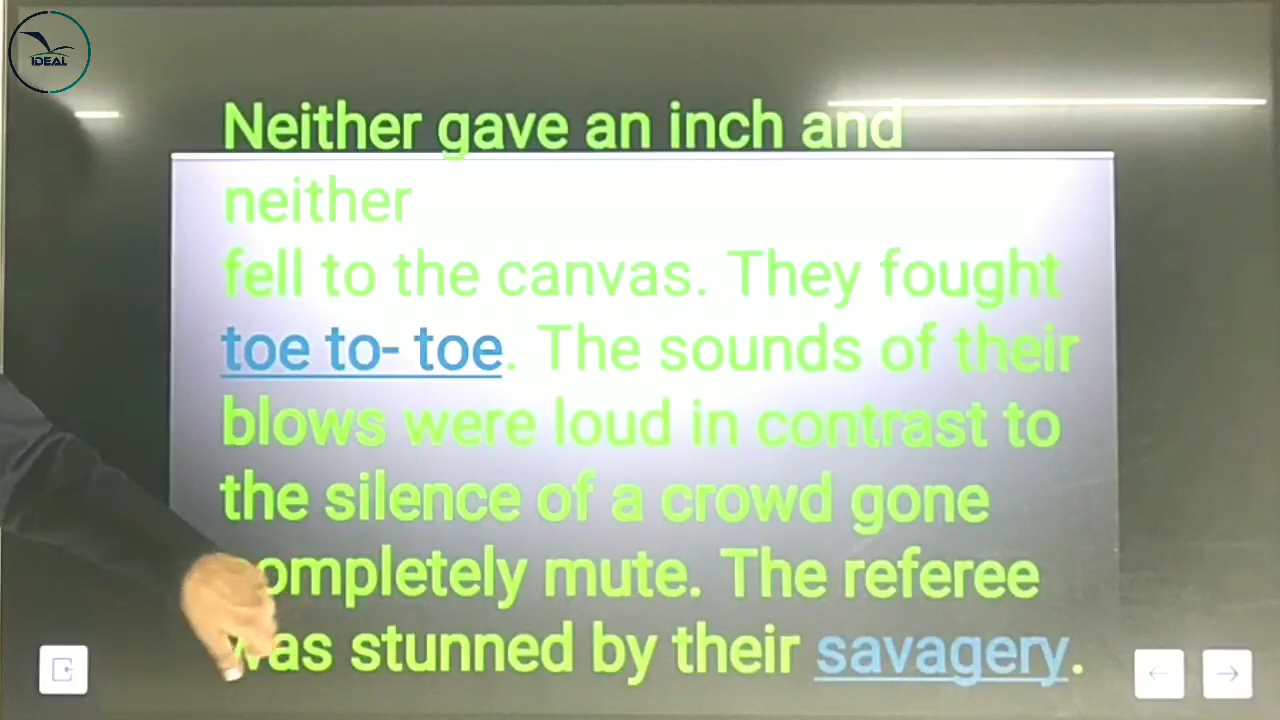 IDEAL
Neither gave an inch and
neither
fell to the canvas. They fought
toe to- toe. The sounds of their
blows were loud in contrast to
the silence of a crowd gone
completely mute. The referee
was stunned by their savagery.